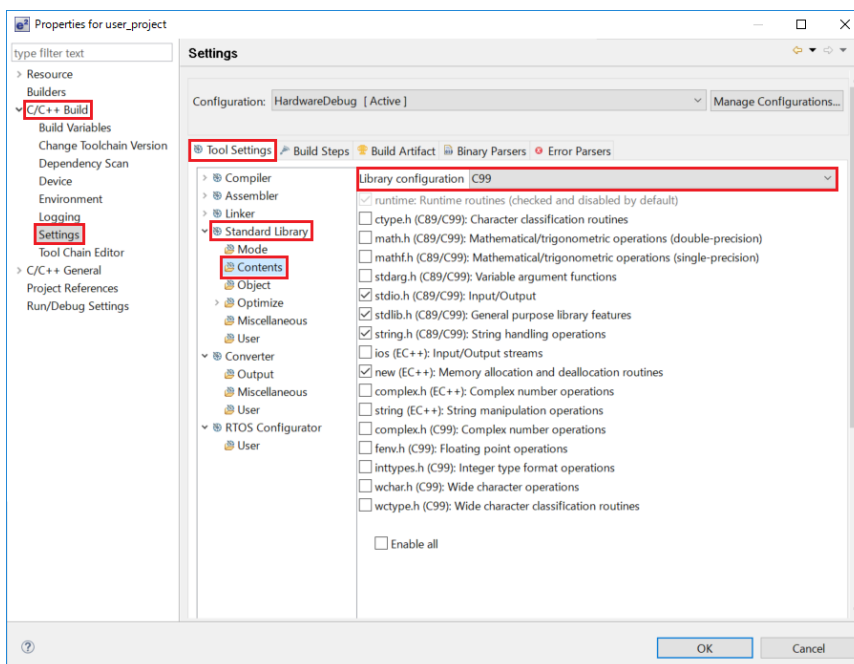 e² Properties for user_project
type filter text
Settings
Resource
Builders
C/C++ Build
Build Variables
Change Toolchain Version
Dependency Scan
Device
Environment
Logging
Settings
Tool Chain Editor
C/C++ General
Project References
Run/Debug Settings
Configuration: HardwareDebug [ Active ]
Manage Configurations...
Tool Settings Build Steps Build Artifact Binary Parsers Error Parsers
Compiler
Assembler
Linker
Standard Library
Mode
Contents
Object
Optimize
Miscellaneous
User
Converter
Output
Miscellaneous
User
RTOS Configurator
User
Library configuration C99
runtime: Runtime routines (checked and disabled by default)
ctype.h (C89/C99): Character classification routines
math.h (C89/C99): Mathematical/trigonometric operations (double-precision)
mathf.h (C89/C99): Mathematical/trigonometric operations (single-precision)
stdarg.h (C89/C99): Variable argument functions
stdio.h (C89/C99): Input/Output
stdlib.h (C89/C99): General purpose library features
string.h (C89/C99): String handling operations
ios (EC++): Input/Output streams
new (EC++): Memory allocation and deallocation routines
complex.h (EC++): Complex number operations
string (EC++): String manipulation operations
complex.h (C99): Complex number operations
fenv.h (C99): Floating point operations
inttypes.h (C99): Integer type format operations
wchar.h (C99): Wide character operations
wctype.h (C99): Wide character classification routines
Enable all
?
OK
Cancel